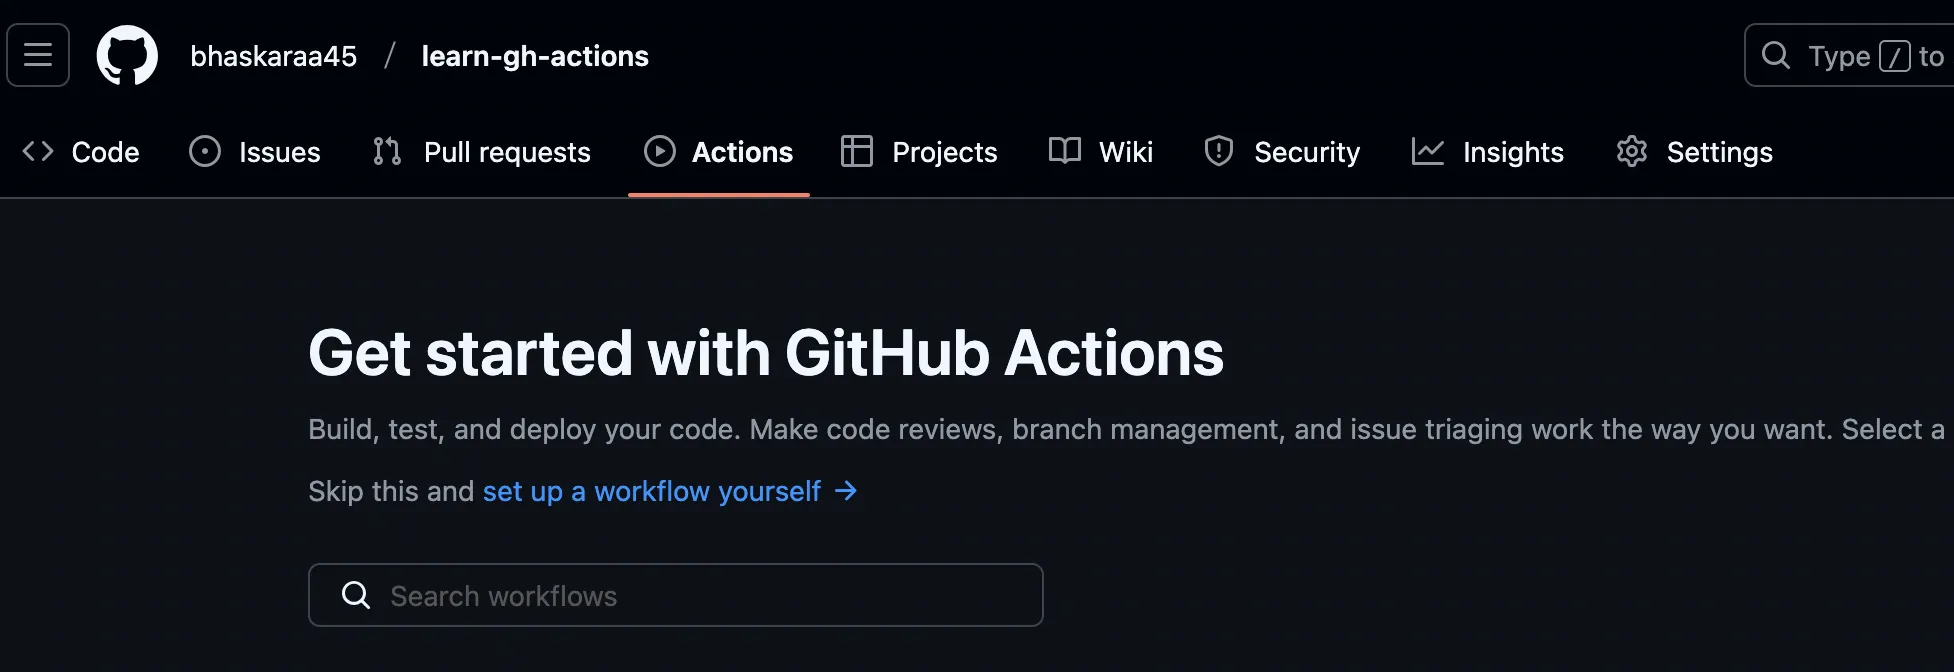 bhaskaraa45 / learn-gh-actions
Type / to
Code Issues Pull requests Actions Projects Wiki Security Insights Settings
Get started with GitHub Actions
Build, test, and deploy your code. Make code reviews, branch management, and issue triaging work the way you want. Select a
Skip this and set up a workflow yourself →
Search workflows